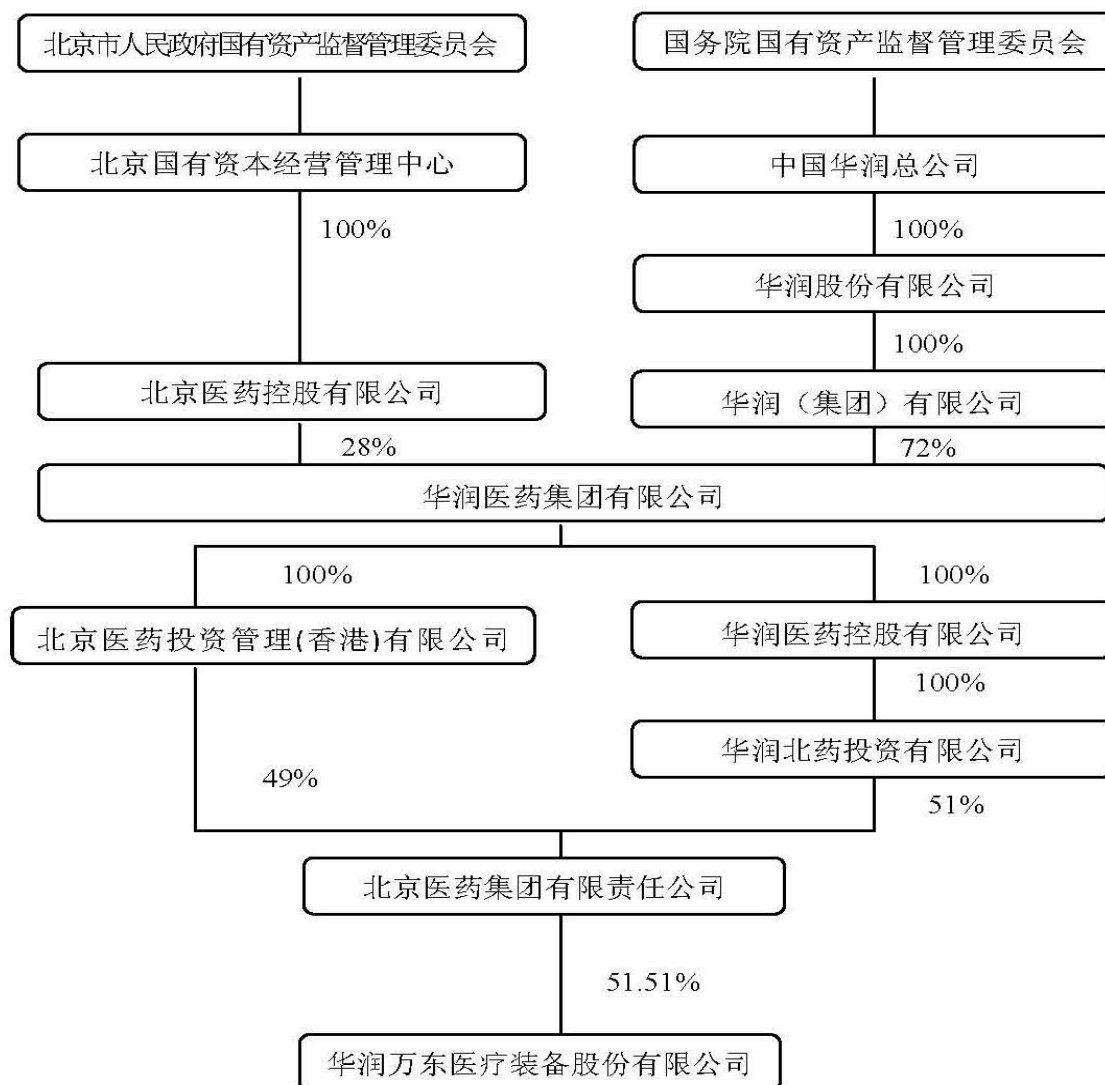 北京市人民政府国有资产监督管理委员会
国务院国有资产监督管理委员会
北京国有资本经营管理中心
中国华润总公司
100%
100%
华润股份有限公司
100%
北京医药控股有限公司
华润（集团）有限公司
28%
72%
华润医药集团有限公司
100%
100%
北京医药投资管理(香港)有限公司
华润医药控股有限公司
100%
华润北药投资有限公司
49%
51%
北京医药集团有限责任公司
51.51%
华润万东医疗装备股份有限公司